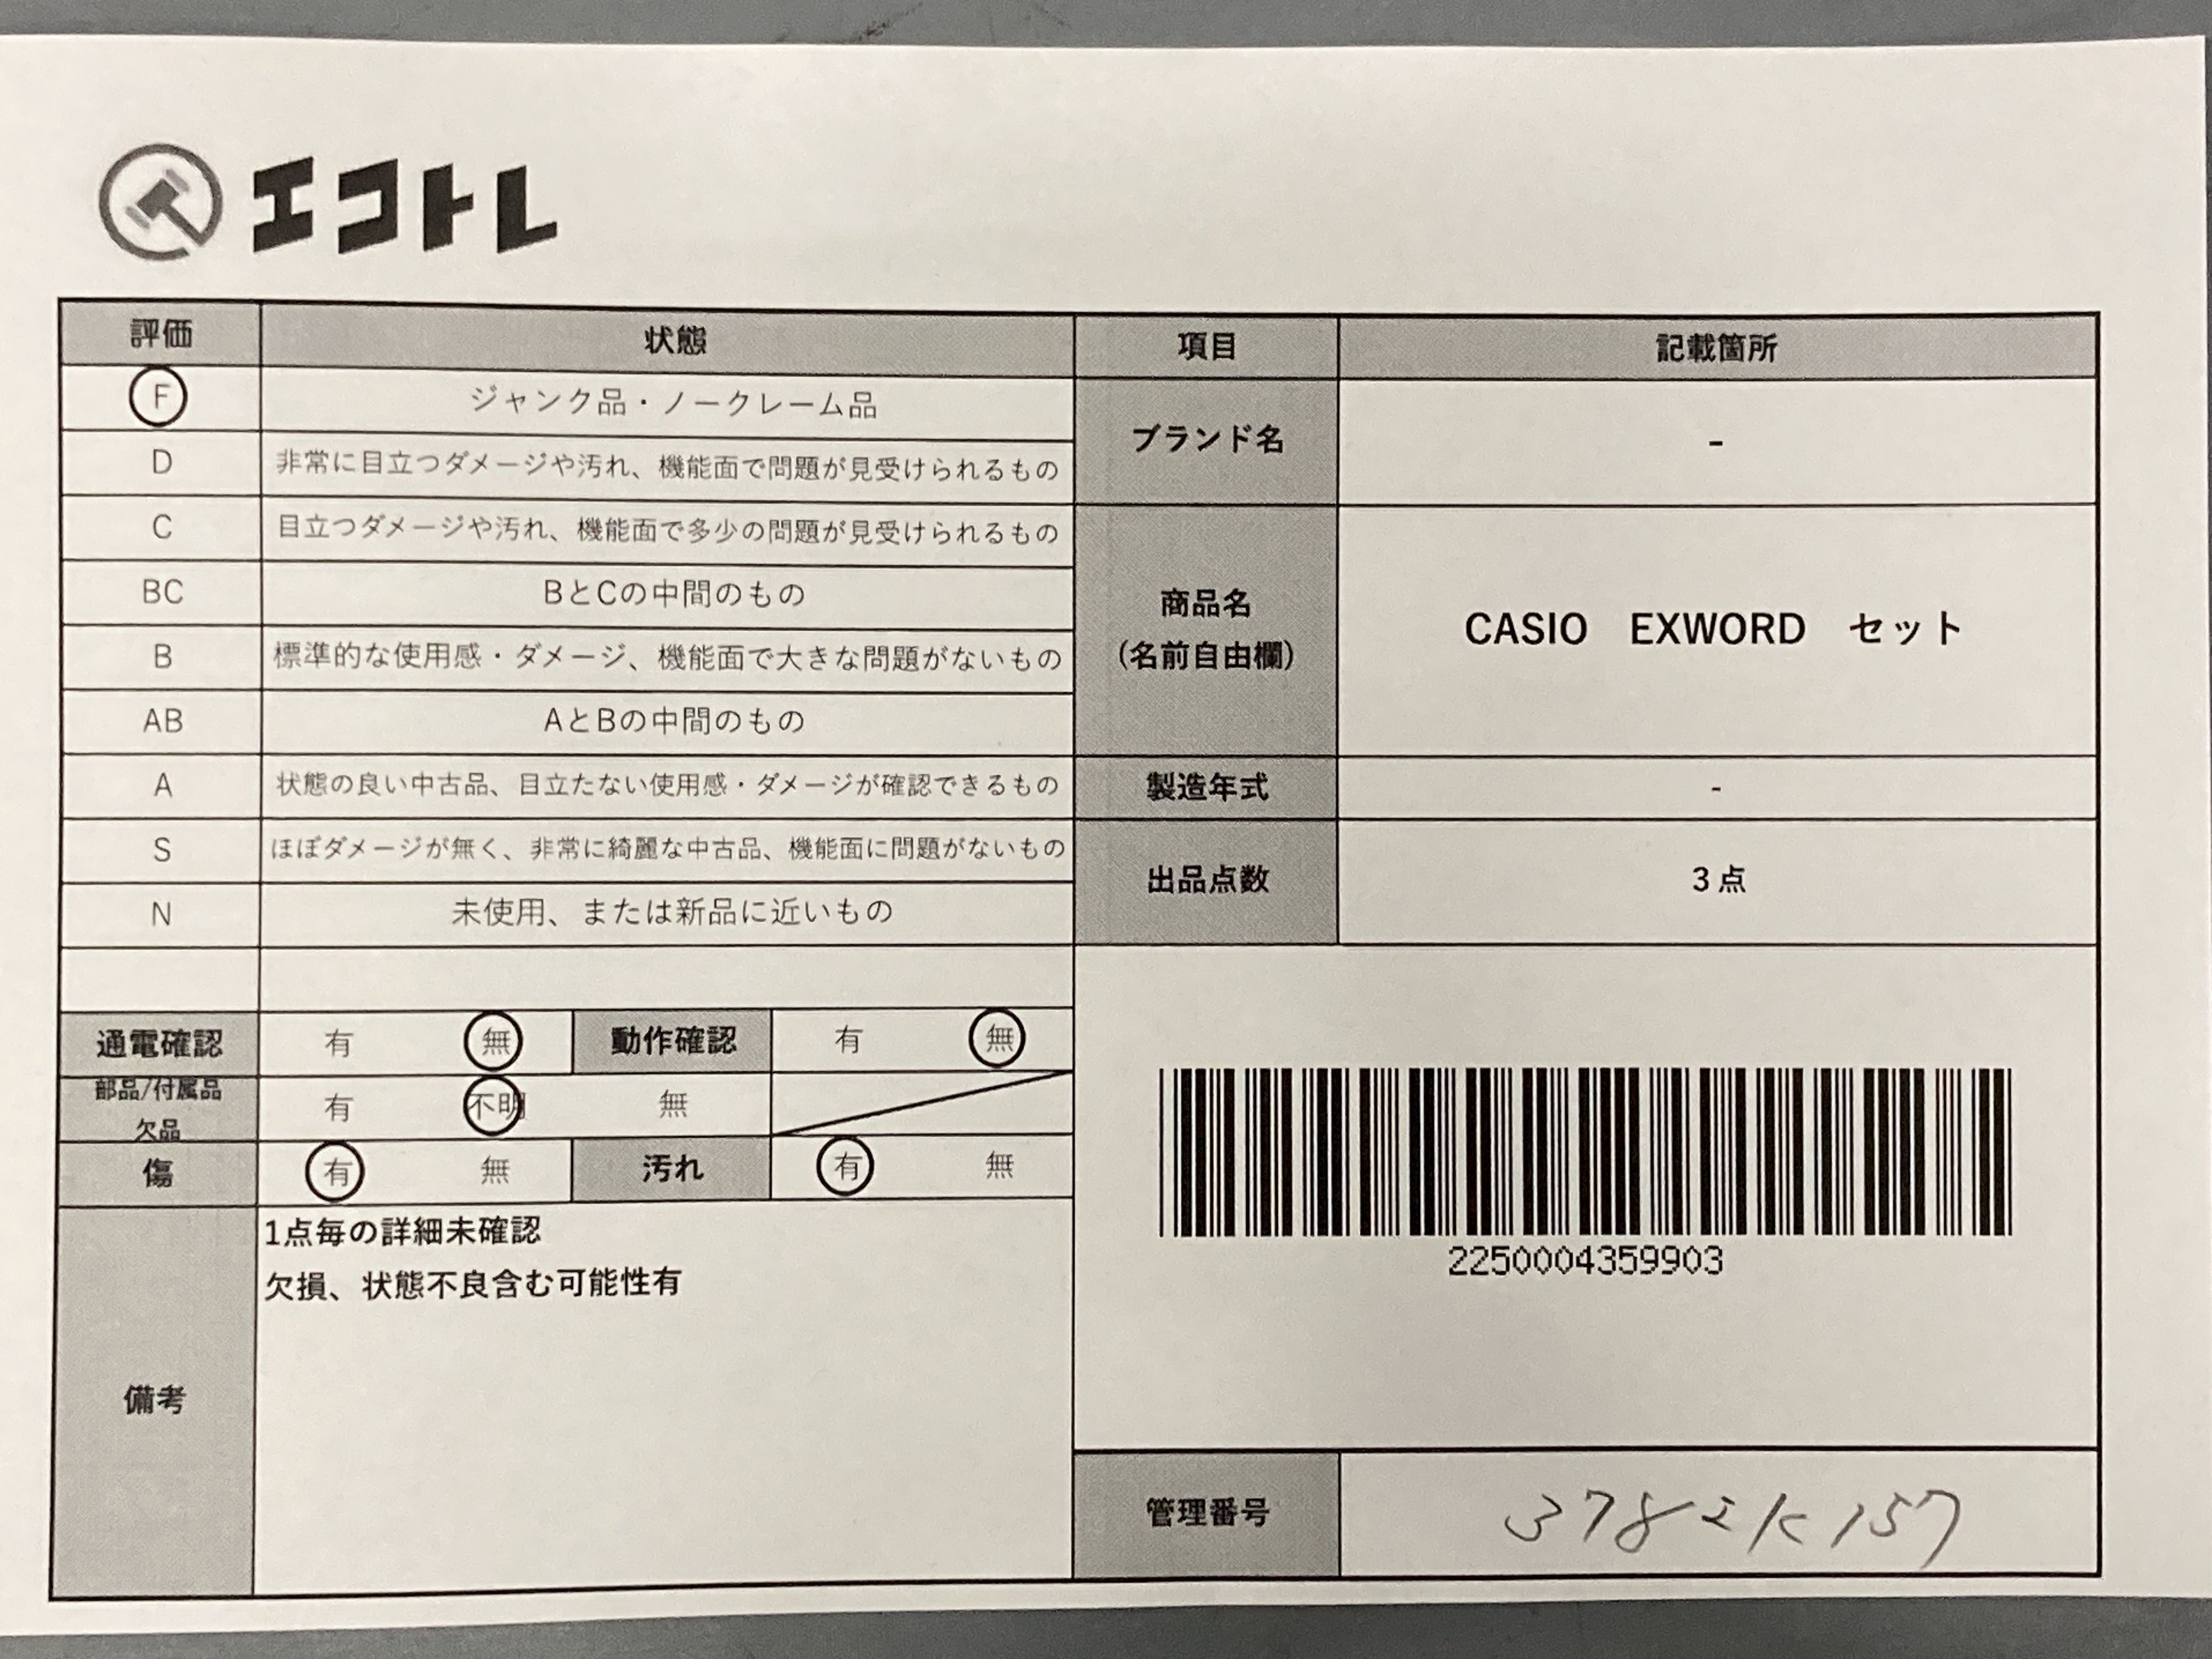 エコトレ
評価 状態 項目 記載箇所
F ジャンク品・ノークレーム品
D 非常に目立つダメージや汚れ、機能面で問題が見受けられるもの
ブランド名 -
C 目立つダメージや汚れ、機能面で多少の問題が見受けられるもの
BC BとCの中間のもの
商品名
(名前自由欄)
CASIO EXWORD セット
B 標準的な使用感・ダメージ、機能面で大きな問題がないもの
AB AとBの中間のもの
A 状態の良い中古品、目立たない使用感・ダメージが確認できるもの
製造年式 -
S ほぼダメージが無く、非常に綺麗な中古品、機能面に問題がないもの
出品点数 3点
N 未使用、または新品に近いもの
通電確認 有 無 動作確認 有 無
部品/付属品
欠品
有 不明 無
傷 有 無 汚れ 有 無
備考
1点毎の詳細未確認
欠損、状態不良含む可能性有
2250004359903
管理番号